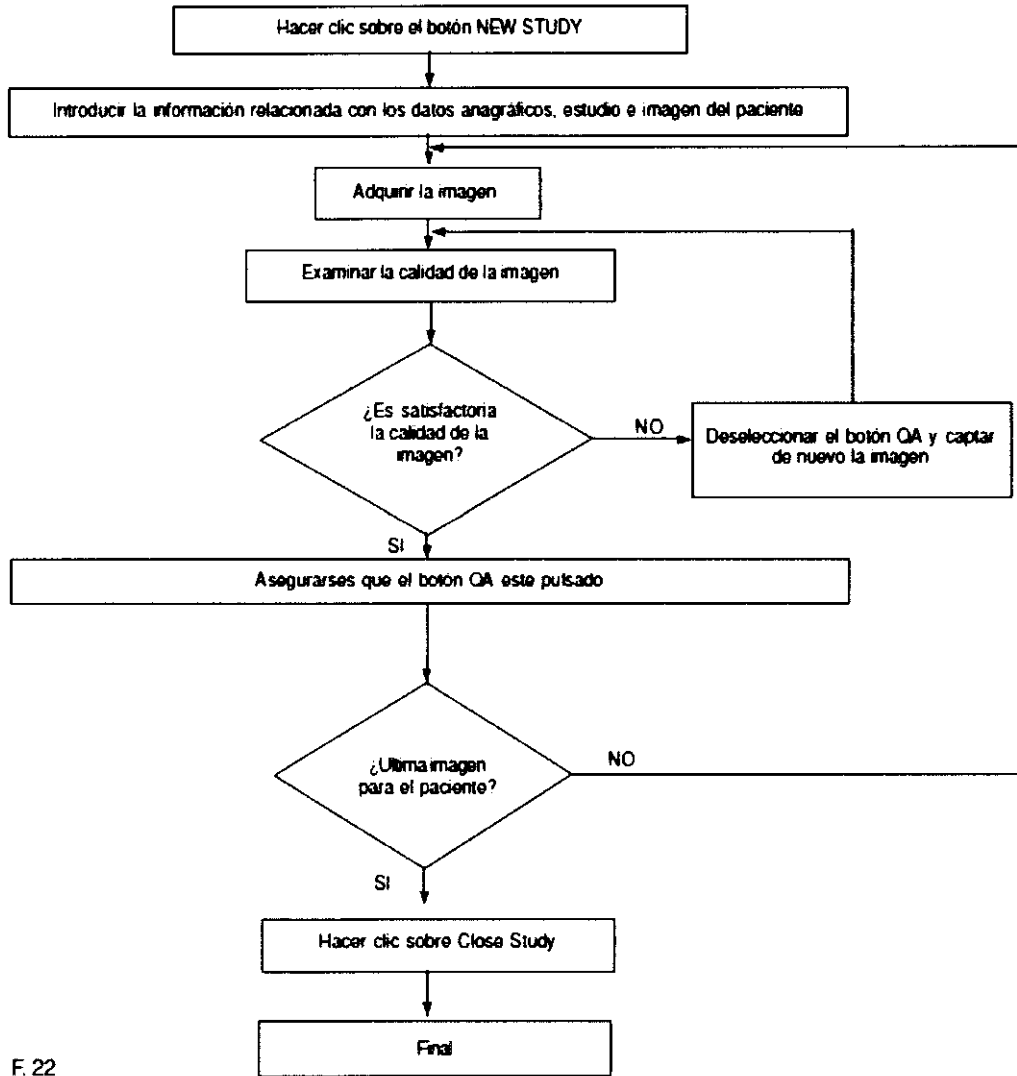 Hacer clic sobre el botón NEW STUDY
Introducir la información relacionada con los datos anagráficos, estudio e imagen del paciente
Adquirir la imagen
Examinar la calidad de la imagen
¿Es satisfactoria
la calidad de la
imagen?
NO
Deseleccionar el botón QA y captar
de nuevo la imagen
SI
Asegurarses que el botón QA este pulsado
¿Ultima imagen
para el paciente?
NO
SI
Hacer clic sobre Close Study
Final
F. 22